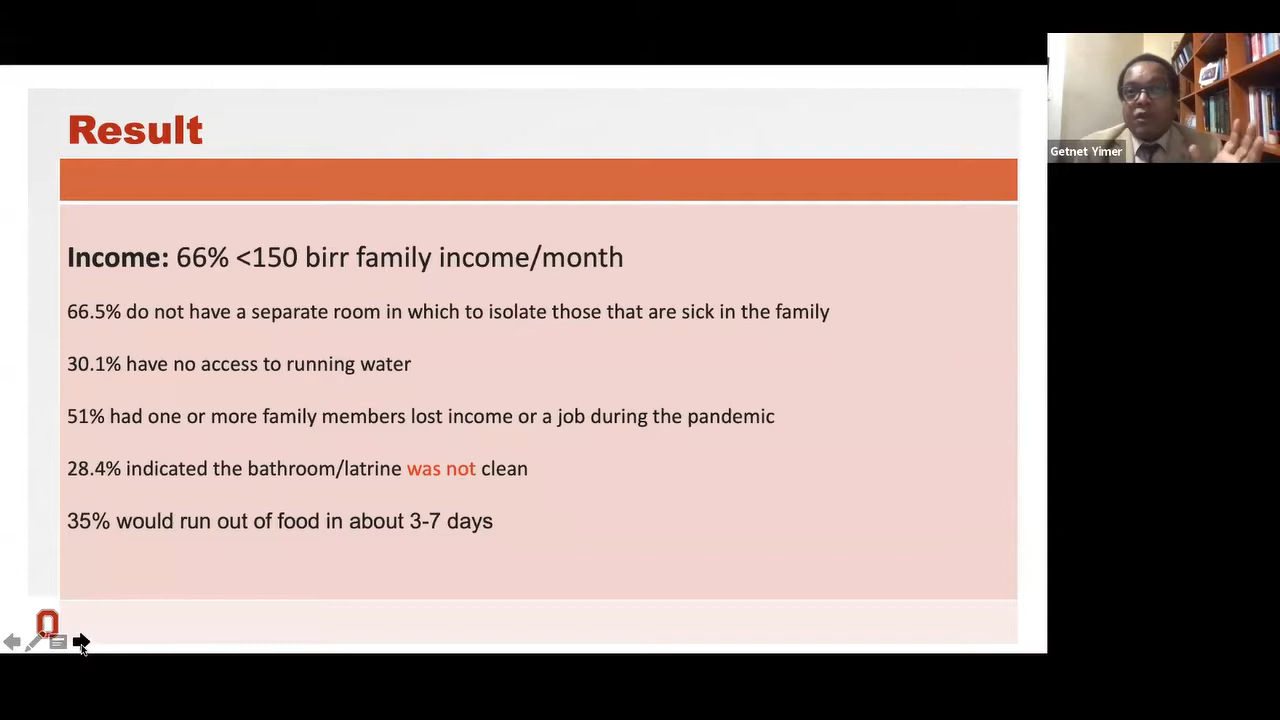 Result
Income: 66% <150 birr family income/month
66.5% do not have a separate room in which to isolate those that are sick in the family
30.1% have no access to running water
51% had one or more family members lost income or a job during the pandemic
28.4% indicated the bathroom/latrine was not clean
35% would run out of food in about 3-7 days
Getnet Yimer